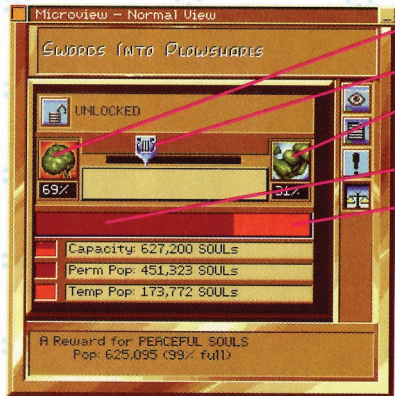 Microview – Normal View
Swords Into Plowshares
UNLOCKED
69%
31%
Capacity: 627,200 SOULs
Perm Pop: 451,323 SOULs
Temp Pop: 173,772 SOULs
A Reward for PEACEFUL SOULS
Pop: 625,095 (99% full)